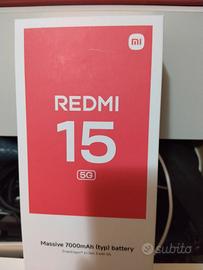 mi
REDMI
15
5G
Massive 7000mAh (typ) battery
subito